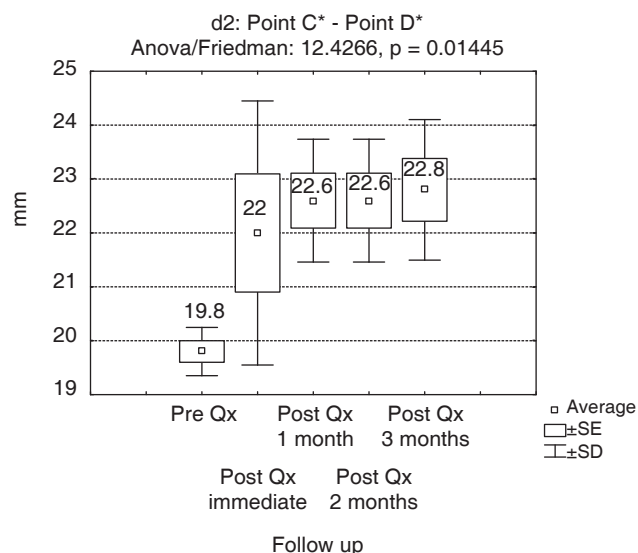 d2: Point C* - Point D*
Anova/Friedman: 12.4266, p = 0.01445
25
24
23
22
21
20
19
mm
19.8
22
22.6
22.6
22.8
Pre Qx
Post Qx
immediate
Post Qx
1 month
Post Qx
2 months
Post Qx
3 months
Follow up
Average
±SE
±SD